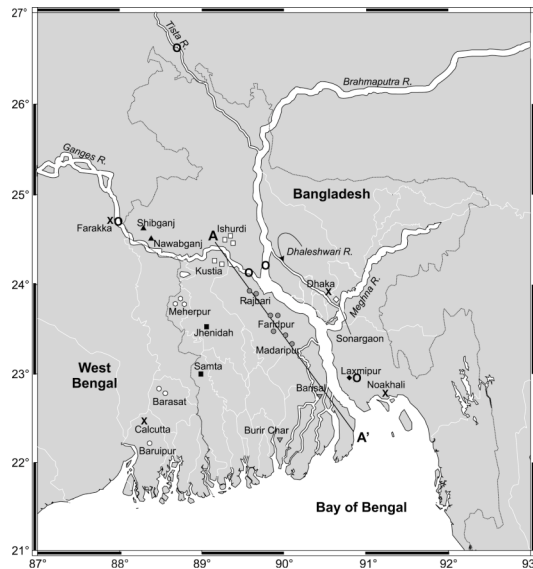 27°
26°
25°
24°
23°
22°
21°
87°
88°
89°
90°
91°
92°
93
Tista R.
O
Brahmaputra R.
Ganges R.
Bangladesh
X O
Farakka
Shibganj
Nawabganj
A
Ishurdi
Dhaleshwari R.
O
O
Kustia
Dhaka
X
Meghna R.
Rajbari
Meherpur
Faridpur
Sonargaon
Jhenidah
Madaripur
West
Bengal
Samta
Laxmipur
O
Noakhali
X
Barisal
Barasat
X
Calcutta
Burir Char
A'
Baruipur
Bay of Bengal